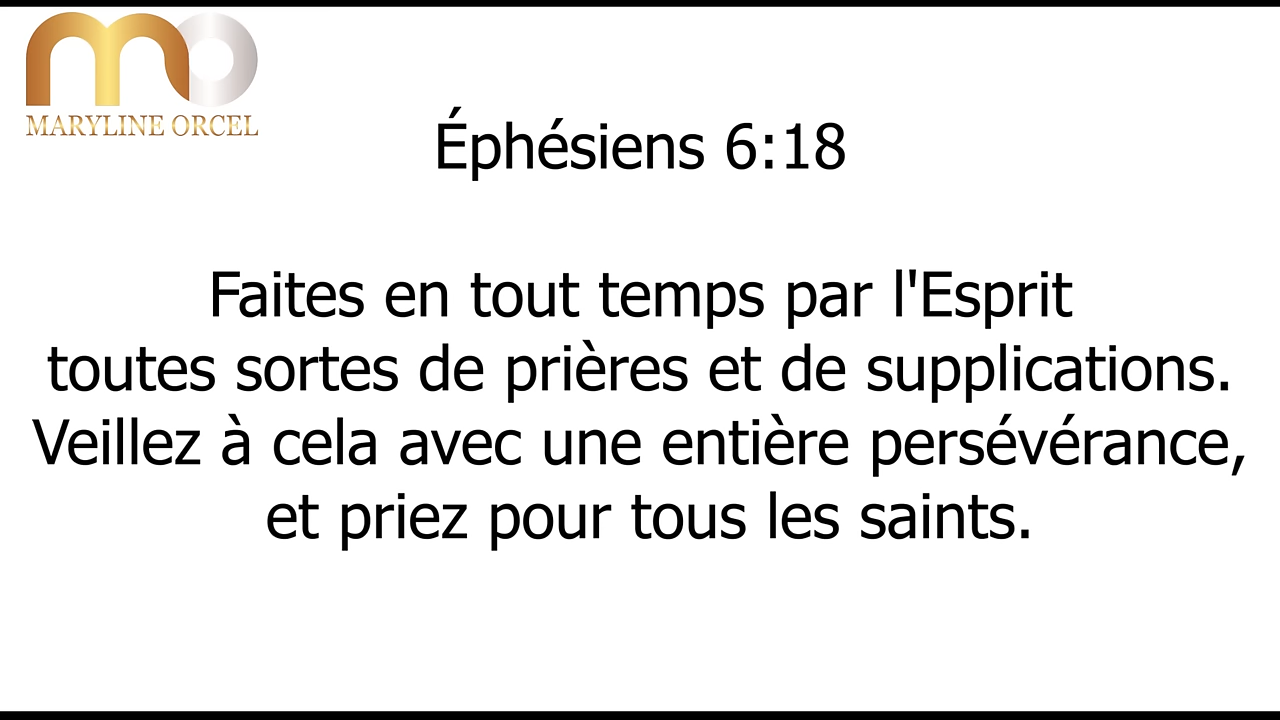 mo
MARYLINE ORCEL
Éphésiens 6:18
Faites en tout temps par l'Esprit
toutes sortes de prières et de supplications.
Veillez à cela avec une entière persévérance,
et priez pour tous les saints.